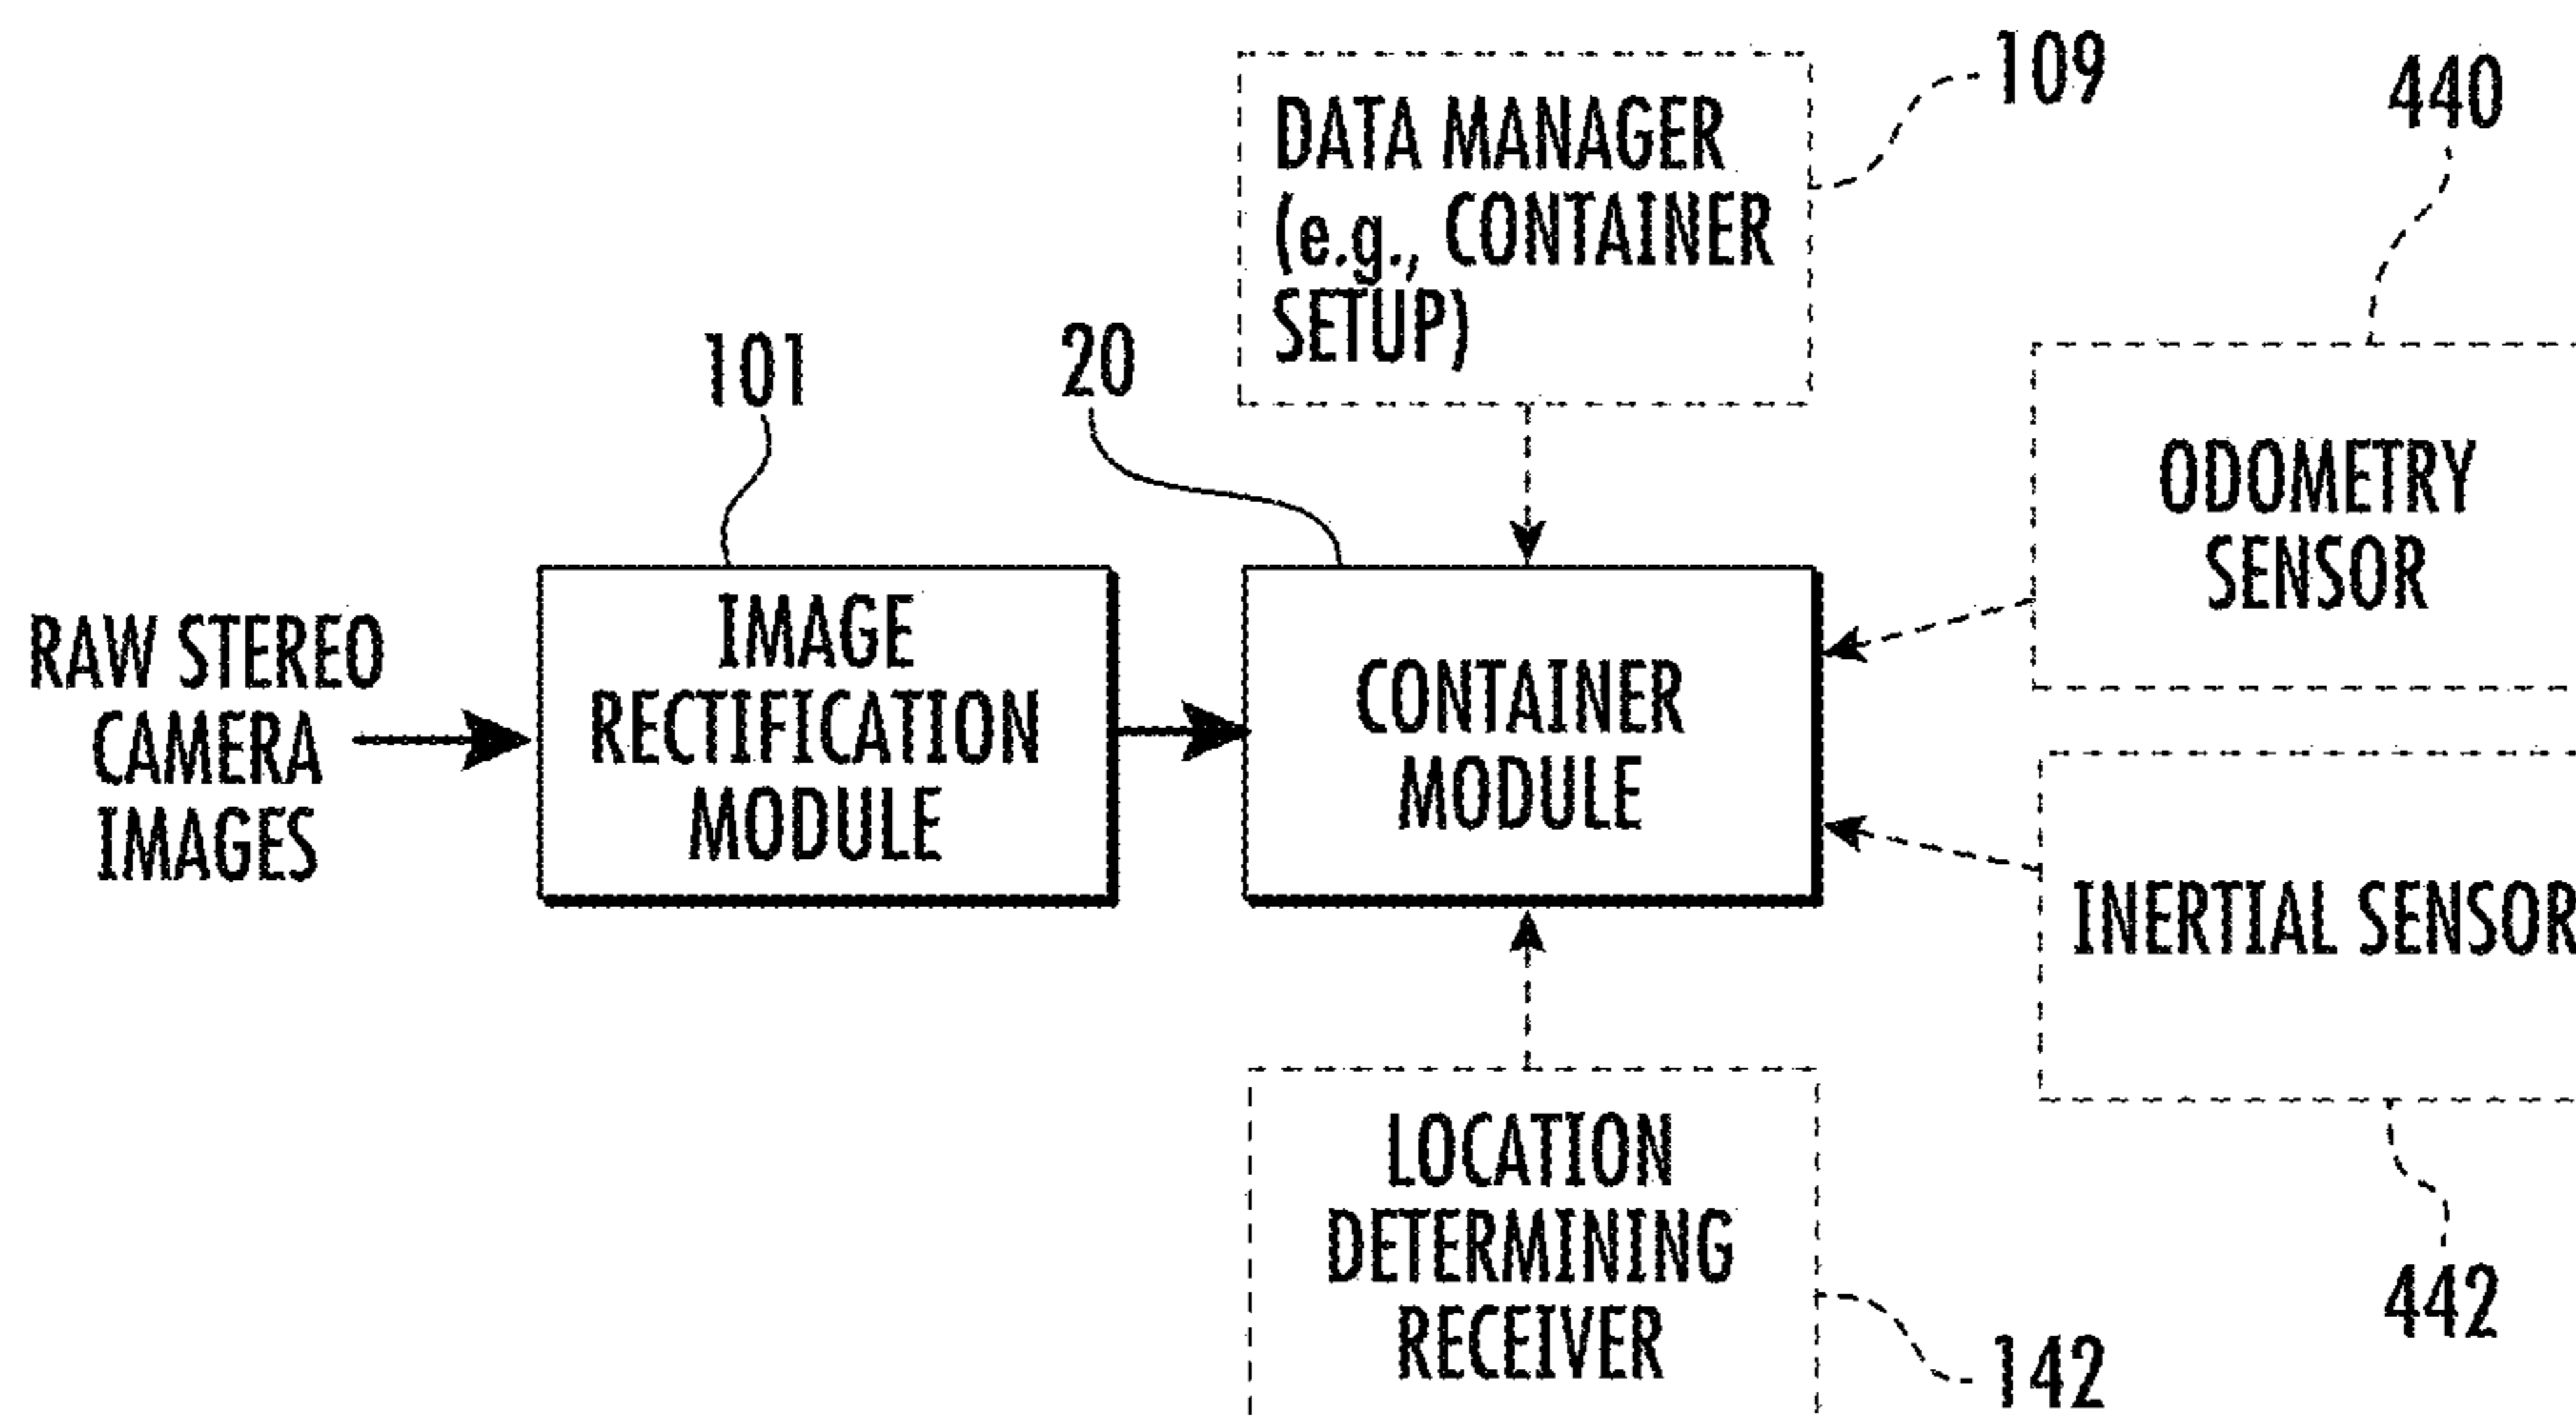 109
440
DATA MANAGER
(e.g., CONTAINER
SETUP)
101
20
ODOMETRY
SENSOR
RAW STEREO
CAMERA
IMAGES
IMAGE
RECTIFICATION
MODULE
CONTAINER
MODULE
INERTIAL SENSOR
LOCATION
DETERMINING
RECEIVER
442
142